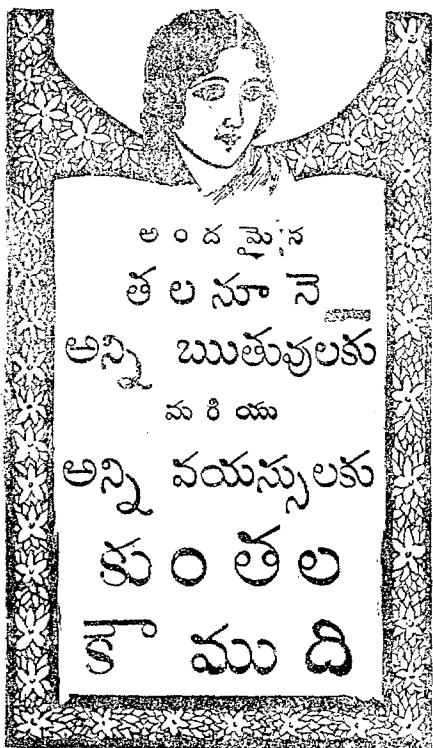 అందమైన
తలనూనె
అన్ని ఋతువులకు
మరియు
అన్ని వయస్సులకు
కుంతల
కౌముది